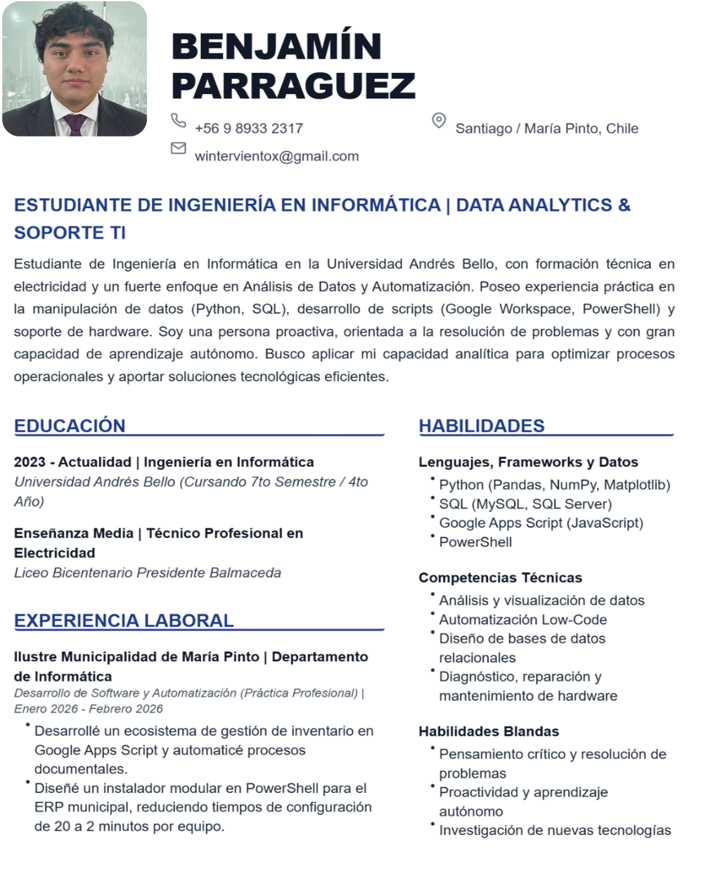 BENJAMÍN
PARRAGUEZ
+56 9 8933 2317
Santiago / María Pinto, Chile
wintervientox@gmail.com
ESTUDIANTE DE INGENIERÍA EN INFORMÁTICA | DATA ANALYTICS &
SOPORTE TI
Estudiante de Ingeniería en Informática en la Universidad Andrés Bello, con formación técnica en
electricidad y un fuerte enfoque en Análisis de Datos y Automatización. Poseo experiencia práctica en
la manipulación de datos (Python, SQL), desarrollo de scripts (Google Workspace, PowerShell) y
soporte de hardware. Soy una persona proactiva, orientada a la resolución de problemas y con gran
capacidad de aprendizaje autónomo. Busco aplicar mi capacidad analítica para optimizar procesos
operacionales y aportar soluciones tecnológicas eficientes.
EDUCACIÓN
2023 - Actualidad | Ingeniería en Informática
Universidad Andrés Bello (Cursando 7to Semestre / 4to
Año)
Enseñanza Media | Técnico Profesional en
Electricidad
Liceo Bicentenario Presidente Balmaceda
EXPERIENCIA LABORAL
Ilustre Municipalidad de María Pinto | Departamento
de Informática
Desarrollo de Software y Automatización (Práctica Profesional) |
Enero 2026 - Febrero 2026
• Desarrollé un ecosistema de gestión de inventario en
Google Apps Script y automaticé procesos
documentales.
• Diseñé un instalador modular en PowerShell para el
ERP municipal, reduciendo tiempos de configuración
de 20 a 2 minutos por equipo.
HABILIDADES
Lenguajes, Frameworks y Datos
• Python (Pandas, NumPy, Matplotlib)
• SQL (MySQL, SQL Server)
• Google Apps Script (JavaScript)
• PowerShell
Competencias Técnicas
• Análisis y visualización de datos
• Automatización Low-Code
• Diseño de bases de datos
relacionales
• Diagnóstico, reparación y
mantenimiento de hardware
Habilidades Blandas
• Pensamiento crítico y resolución de
problemas
• Proactividad y aprendizaje
autónomo
• Investigación de nuevas tecnologías